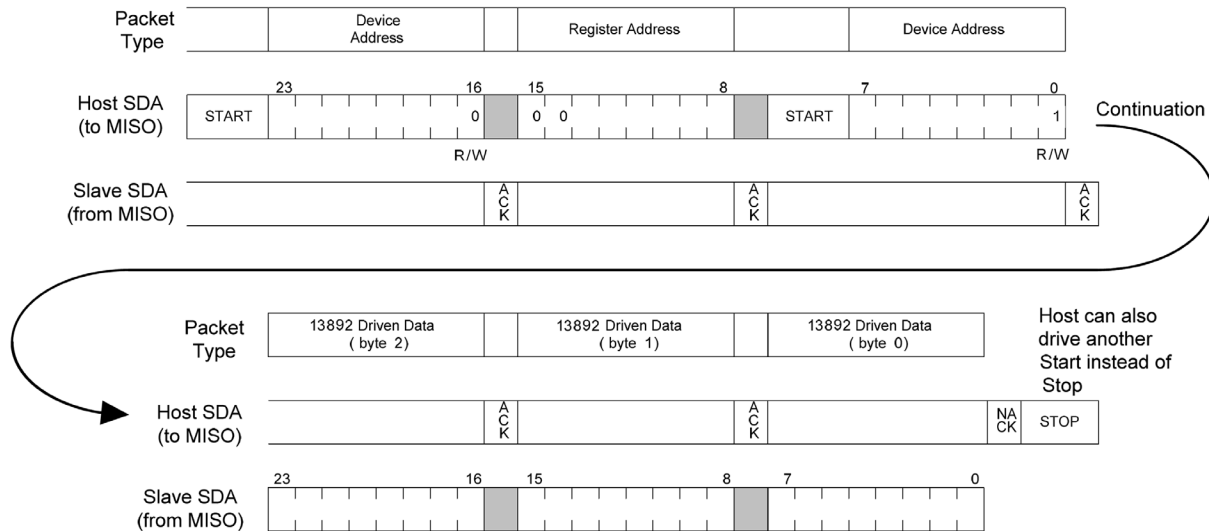 Packet
Type
Device
Address
Register Address
Device Address
23 16 15 8 7 0
Host SDA
(to MISO)
START 0 0 0 START 1
Continuation
R/W R/W
Slave SDA
(from MISO)
ACK ACK ACK
Packet
Type
13892 Driven Data
( byte 2)
13892 Driven Data
( byte 1)
13892 Driven Data
( byte 0)
Host can also
drive another
Start instead of
Stop
Host SDA
(to MISO)
ACK ACK NACK STOP
23 16 15 8 7 0
Slave SDA
(from MISO)